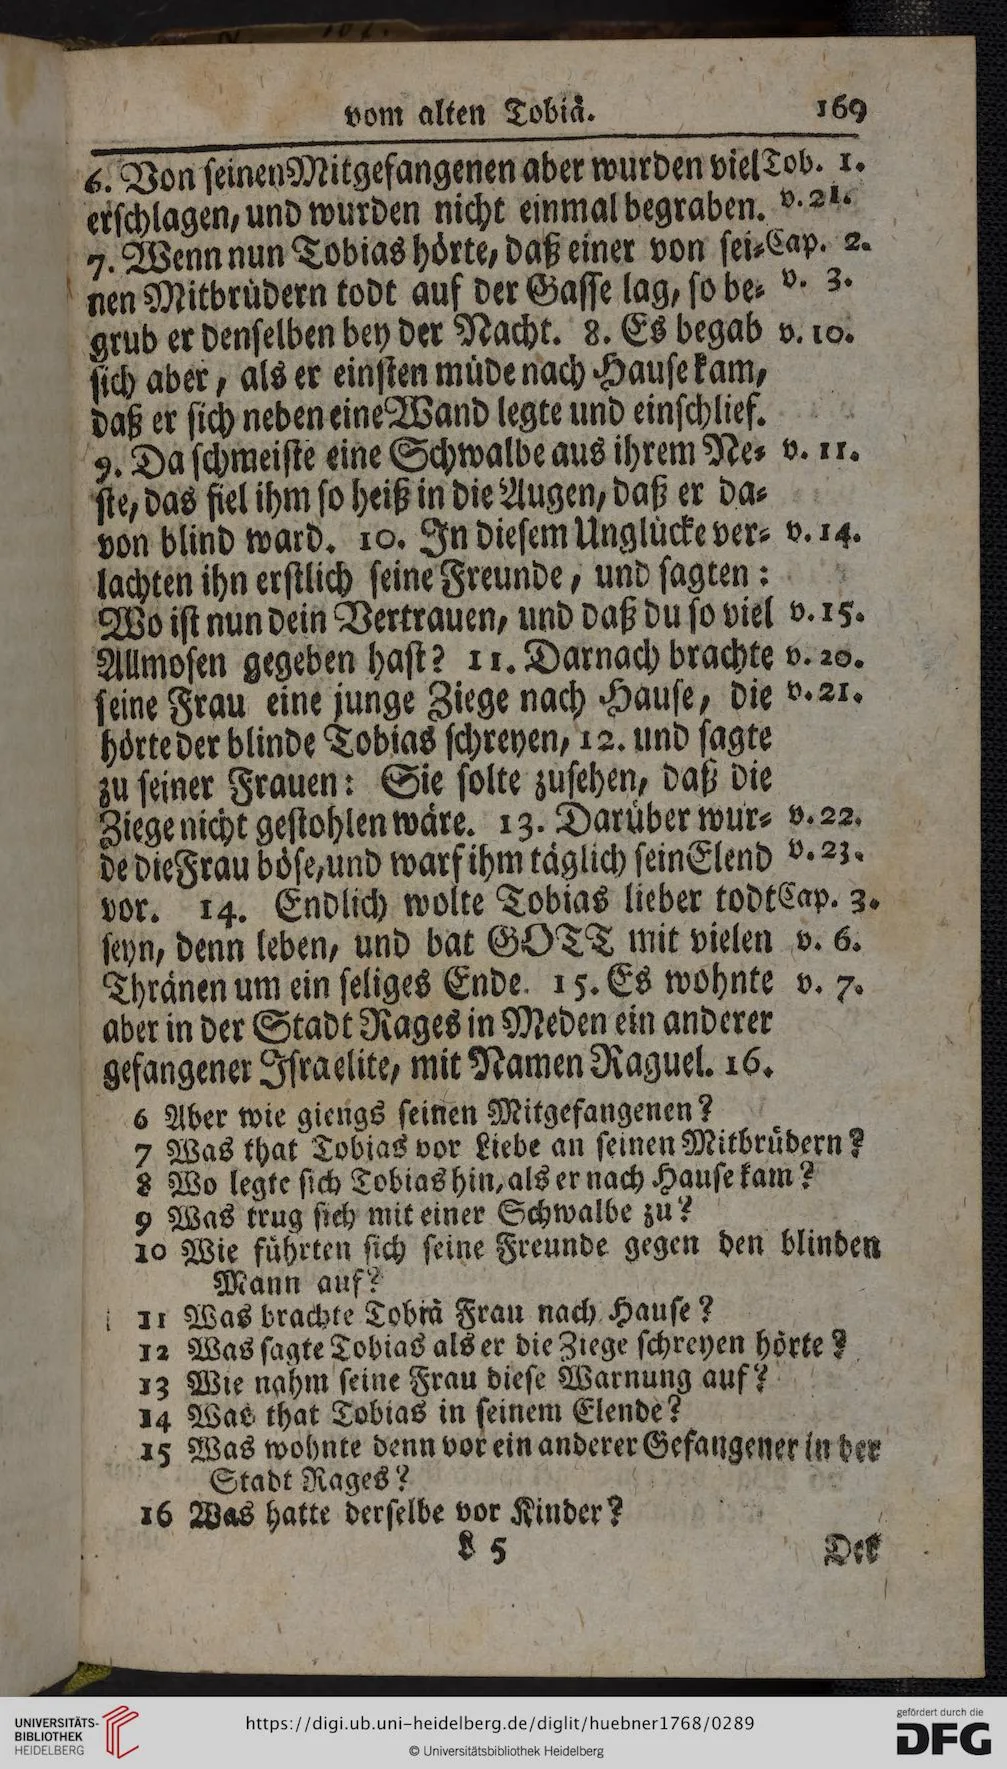 vom alten Tobiä. 169
6. Von seinen Mitgefangenen aber wurden viel Tob. 1.
erschlagen, und wurden nicht einmal begraben. v. 21.
7. Wenn nun Tobias hörte, daß einer von sei⸗ Cap. 2.
nen Mitbrüdern todt auf der Gasse lag, so be⸗ v. 3.
grub er denselben bey der Nacht. 8. Es begab v. 10.
sich aber, als er einsten müde nach Hause kam,
daß er sich neben eine Wand legte und einschlief.
9. Da schmeiste eine Schwalbe aus ihrem Ne⸗ v. 11.
ste, das fiel ihm so heiß in die Augen, daß er da⸗
von blind ward. 10. In diesem Unglücke ver⸗ v. 14.
lachten ihn erstlich seine Freunde, und sagten:
Wo ist nun dein Vertrauen, und daß du so viel v. 15.
Allmosen gegeben hast? 11. Darnach brachte v. 20.
seine Frau eine junge Ziege nach Hause, die v. 21.
hörte der blinde Tobias schreyen, 12. und sagte
zu seiner Frauen: Sie solte zusehen, daß die
Ziege nicht gestohlen wäre. 13. Darüber wur⸗ v. 22.
de die Frau böse, und warf ihm täglich sein Elend v. 23.
vor. 14. Endlich wolte Tobias lieber todt Cap. 3.
seyn, denn leben, und bat GOTT mit vielen v. 6.
Thränen um ein seliges Ende. 15. Es wohnte v. 7.
aber in der Stadt Rages in Meden ein anderer
gefangener Israelite, mit Namen Raguel. 16.
6 Aber wie giengs seinen Mitgefangenen?
7 Was that Tobias vor Liebe an seinen Mitbrüdern?
8 Wo legte sich Tobias hin, als er nach Hause kam?
9 Was trug sich mit einer Schwalbe zu?
10 Wie führten sich seine Freunde gegen den blinden
Mann auf?
11 Was brachte Tobiä Frau nach Hause?
12 Was sagte Tobias als er die Ziege schreyen hörte?
13 Wie nahm seine Frau diese Warnung auf?
14 Was that Tobias in seinem Elende?
15 Was wohnte denn vor ein anderer Gefangener in der
Stadt Rages?
16 Was hatte derselbe vor Kinder?
L 5 Der
UNIVERSITÄTS-
BIBLIOTHEK
HEIDELBERG
https://digi.ub.uni-heidelberg.de/diglit/huebner1768/0289
© Universitätsbibliothek Heidelberg
gefördert durch die
DFG